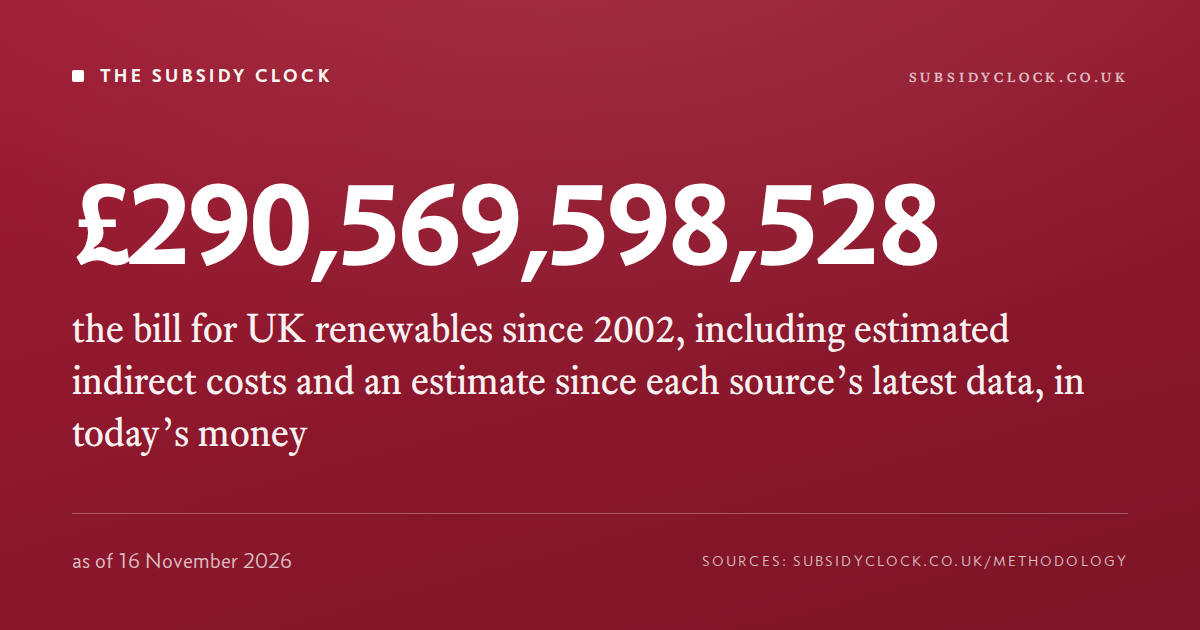 THE SUBSIDY CLOCK
SUBSIDYCLOCK.CO.UK
£290,569,598,528
the bill for UK renewables since 2002, including estimated
indirect costs and an estimate since each source’s latest data, in
today’s money
as of 16 November 2026
SOURCES: SUBSIDYCLOCK.CO.UK/METHODOLOGY